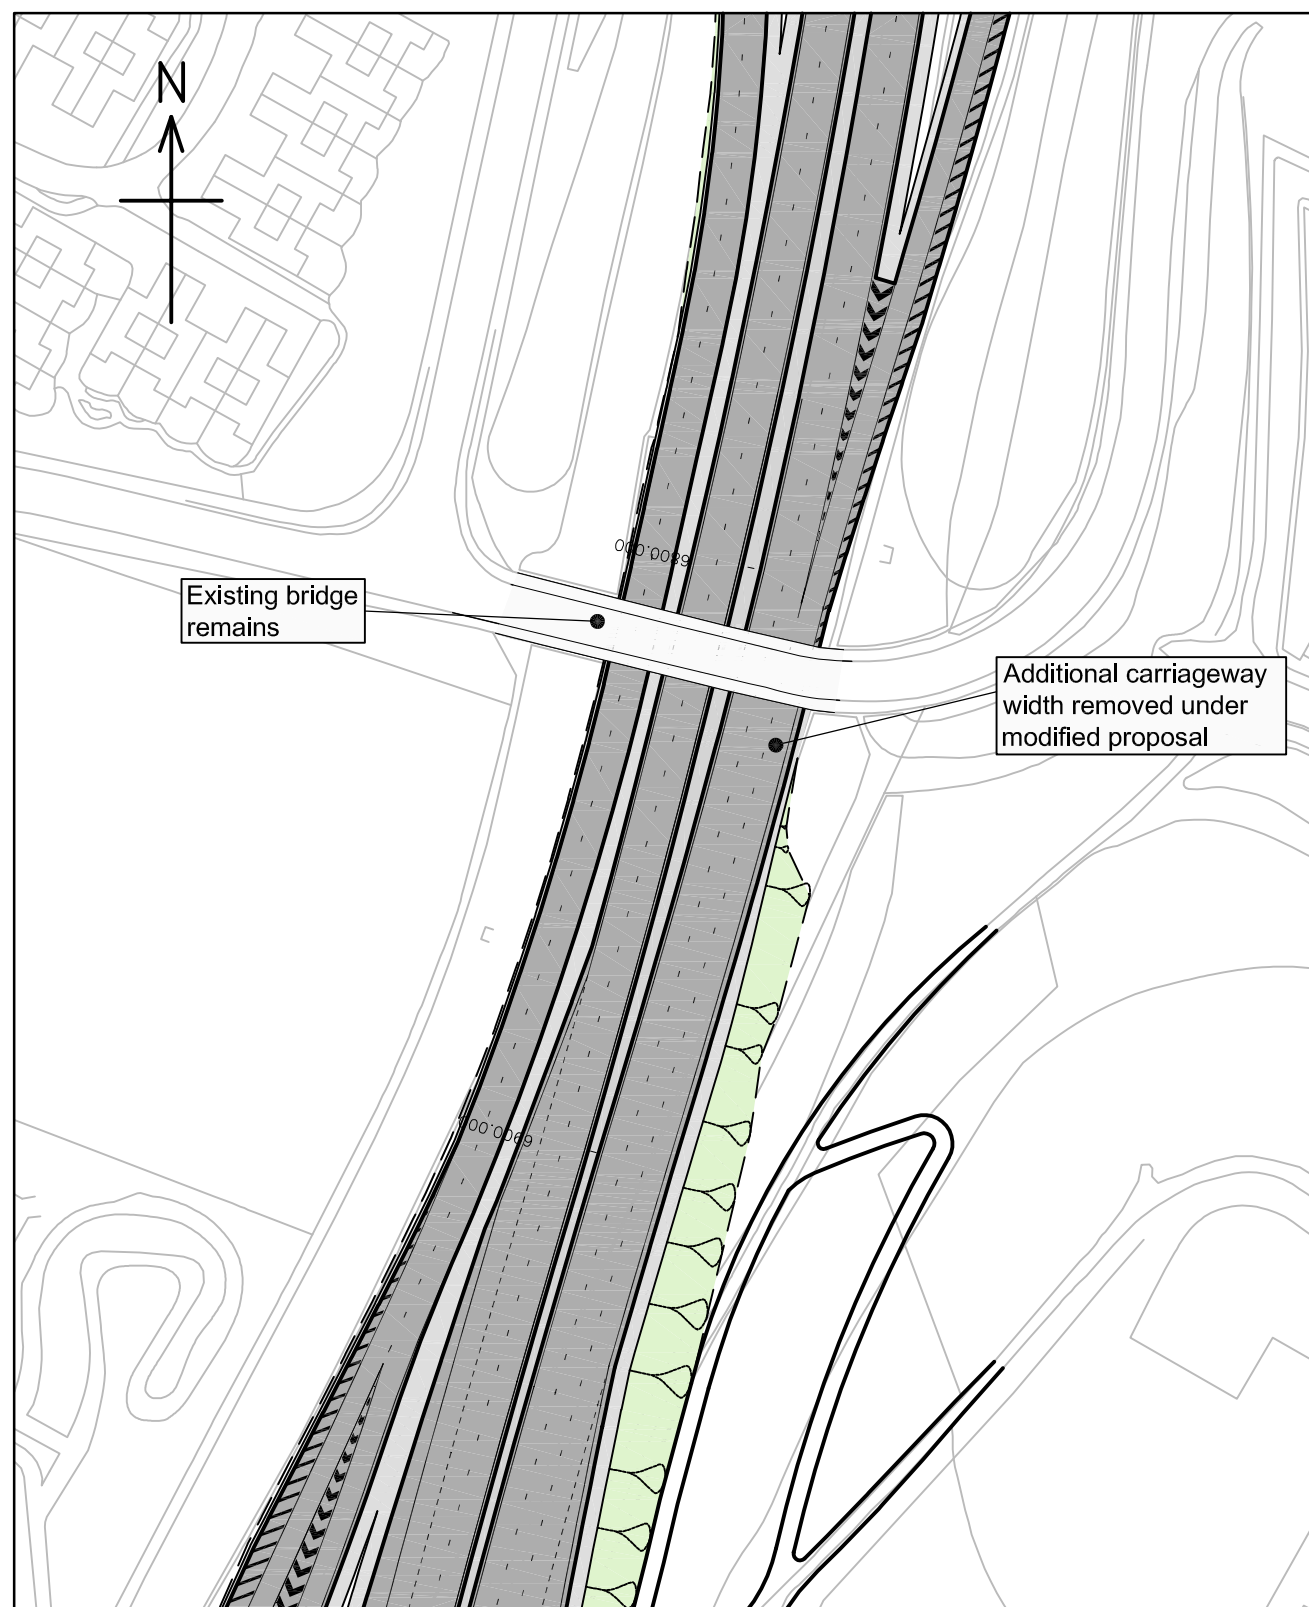 N
6800.000
Existing bridge
remains
Additional carriageway
width removed under
modified proposal
6900.000